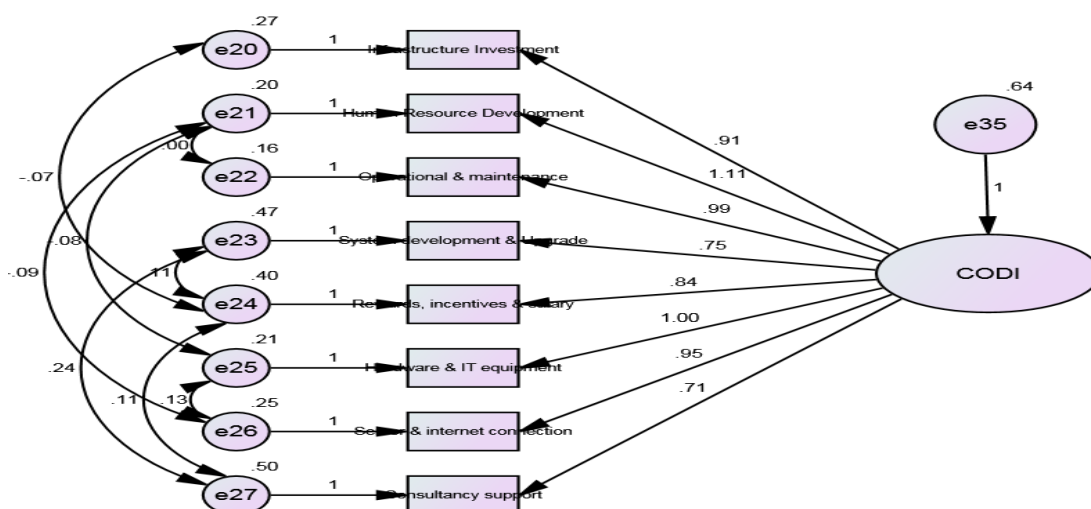 .27
e20
1
Infrastructure Investment
.20
e21
1
Human Resource Development
.64
e35
.00
.16
e22
1
Operational & maintenance
.91
1.11
-.07
.99
1
.47
e23
1
System development & Upgrade
-.08
.75
CODI
-.09
.11
.40
e24
1
Rewards, incentives & salary
.84
.21
e25
1
Hardware & IT equipment
1.00
.24
.11
.13
.25
e26
1
Server & internet connection
.95
.71
.50
e27
1
Consultancy support